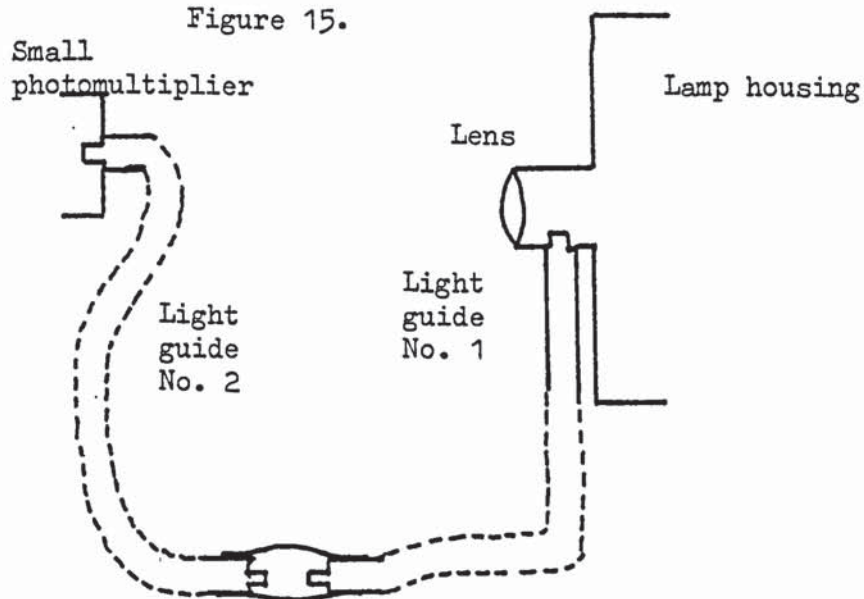 Figure 15.
Small
photomultiplier
Lamp housing
Lens
Light
guide
No. 1
Light
guide
No. 2